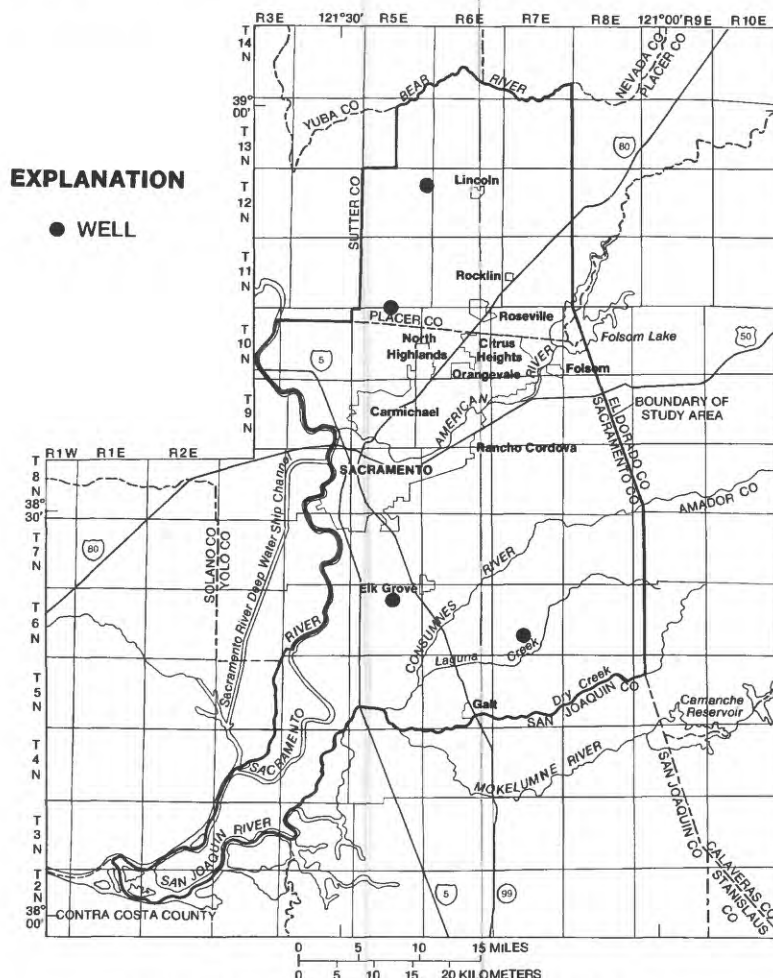 R3E 121°30' R5E R6E R7E R8E 121°00' R9E R10E
T
14
N
39°
00'
T
13
N
T
12
N
T
11
N
T
10
N
T
9
N
R1W R1E R2E
T
8
N
38°
30'
T
7
N
T
6
N
T
5
N
T
4
N
T
3
N
T
2
N
38°
00'
EXPLANATION
WELL
NEVADA CO
PLACER CO
BEAR RIVER
YUBA CO
80
SUTTER CO
Lincoln
Rocklin
Roseville
PLACER CO
Folsom Lake
North
Highlands
Citrus
Heights
5
50
Orangevale
Folsom
AMERICAN RIVER
Carmichael
BOUNDARY OF
STUDY AREA
EL DORADO CO
SACRAMENTO CO
Rancho Cordova
SACRAMENTO
AMADOR CO
80
SOLANO CO
YOLO CO
Sacramento River Deep Water Ship Channel
Elk Grove
CONSUMNES RIVER
Laguna Creek
SACRAMENTO RIVER
Galt
Dry Creek
SAN JOAQUIN CO
Camanche
Reservoir
MOKELUMNE RIVER
SAN JOAQUIN CO
CALAVERAS CO
STANISLAUS
CO
SAN JOAQUIN RIVER
CONTRA COSTA COUNTY
5
99
0 5 10 15 MILES
0 5 10 15 20 KILOMETERS